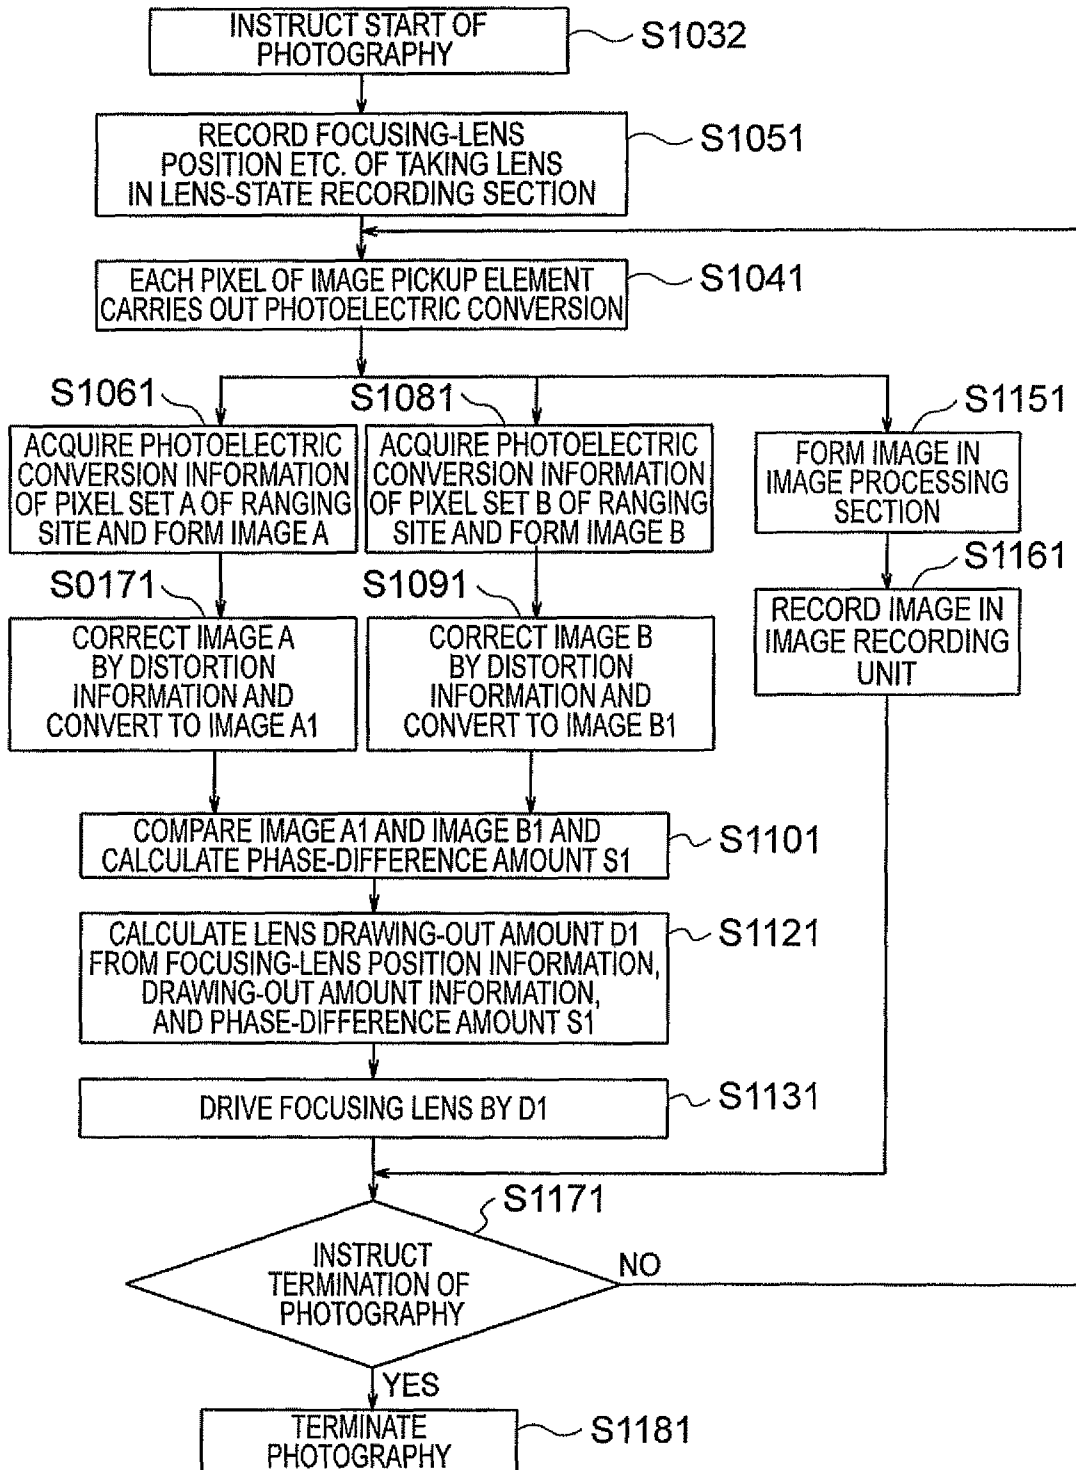 INSTRUCT START OF
PHOTOGRAPHY
S1032
RECORD FOCUSING-LENS
POSITION ETC. OF TAKING LENS
IN LENS-STATE RECORDING SECTION
S1051
EACH PIXEL OF IMAGE PICKUP ELEMENT
CARRIES OUT PHOTOELECTRIC CONVERSION
S1041
S1061
ACQUIRE PHOTOELECTRIC
CONVERSION INFORMATION
OF PIXEL SET A OF RANGING
SITE AND FORM IMAGE A
S1081
ACQUIRE PHOTOELECTRIC
CONVERSION INFORMATION
OF PIXEL SET B OF RANGING
SITE AND FORM IMAGE B
S1151
FORM IMAGE IN
IMAGE PROCESSING
SECTION
S0171
CORRECT IMAGE A
BY DISTORTION
INFORMATION AND
CONVERT TO IMAGE A1
S1091
CORRECT IMAGE B
BY DISTORTION
INFORMATION AND
CONVERT TO IMAGE B1
S1161
RECORD IMAGE IN
IMAGE RECORDING
UNIT
COMPARE IMAGE A1 AND IMAGE B1 AND
CALCULATE PHASE-DIFFERENCE AMOUNT S1
S1101
CALCULATE LENS DRAWING-OUT AMOUNT D1
FROM FOCUSING-LENS POSITION INFORMATION,
DRAWING-OUT AMOUNT INFORMATION,
AND PHASE-DIFFERENCE AMOUNT S1
S1121
DRIVE FOCUSING LENS BY D1
S1131
S1171
INSTRUCT
TERMINATION OF
PHOTOGRAPHY
NO
YES
TERMINATE
PHOTOGRAPHY
S1181